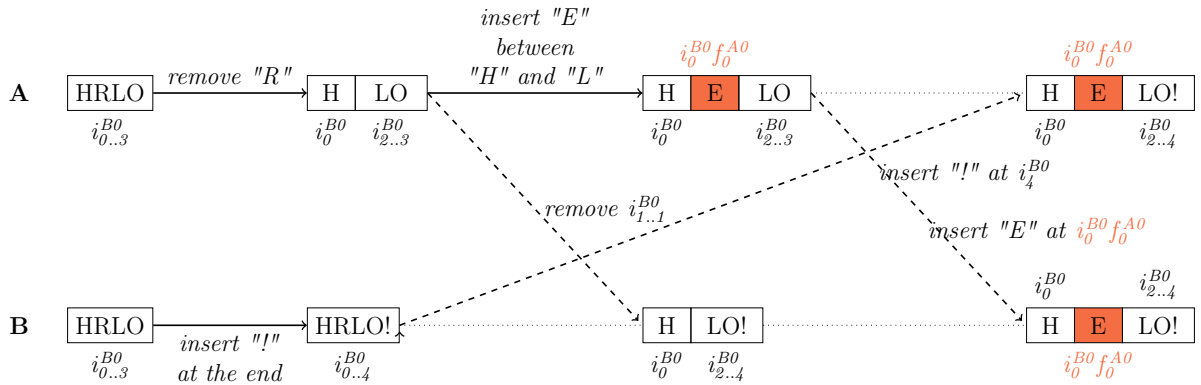 insert "E"
between
"H" and "L"
remove "R"
i_0^{B0} f_0^{A0}
i_0^{B0} f_0^{A0}
A
HRLO
H LO
H E LO
H E LO!
i_{0..3}^{B0}
i_0^{B0} i_{2..3}^{B0}
i_0^{B0} i_{2..3}^{B0}
i_0^{B0} i_{2..4}^{B0}
insert "!" at i_4^{B0}
remove i_{1..1}^{B0}
insert "E" at i_0^{B0} f_0^{A0}
i_0^{B0} i_{2..4}^{B0}
B
HRLO
HRLO!
H LO!
H E LO!
i_{0..3}^{B0}
insert "!"
at the end
i_{0..4}^{B0}
i_0^{B0} i_{2..4}^{B0}
i_0^{B0} f_0^{A0}